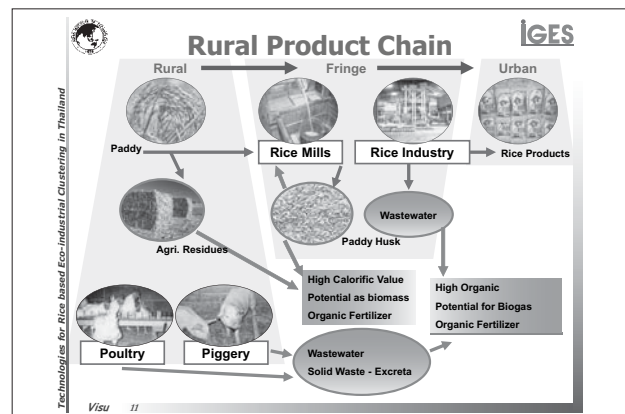 Technologies for Rice based Eco-industrial Clustering in Thailand
Rural Product Chain
IGES
Rural
Fringe
Urban
Paddy
Rice Mills
Rice Industry
Rice Products
Agri. Residues
Paddy Husk
Wastewater
High Calorific Value
Potential as biomass
Organic Fertilizer
High Organic
Potential for Biogas
Organic Fertilizer
Poultry
Piggery
Wastewater
Solid Waste - Excreta
Visu 11